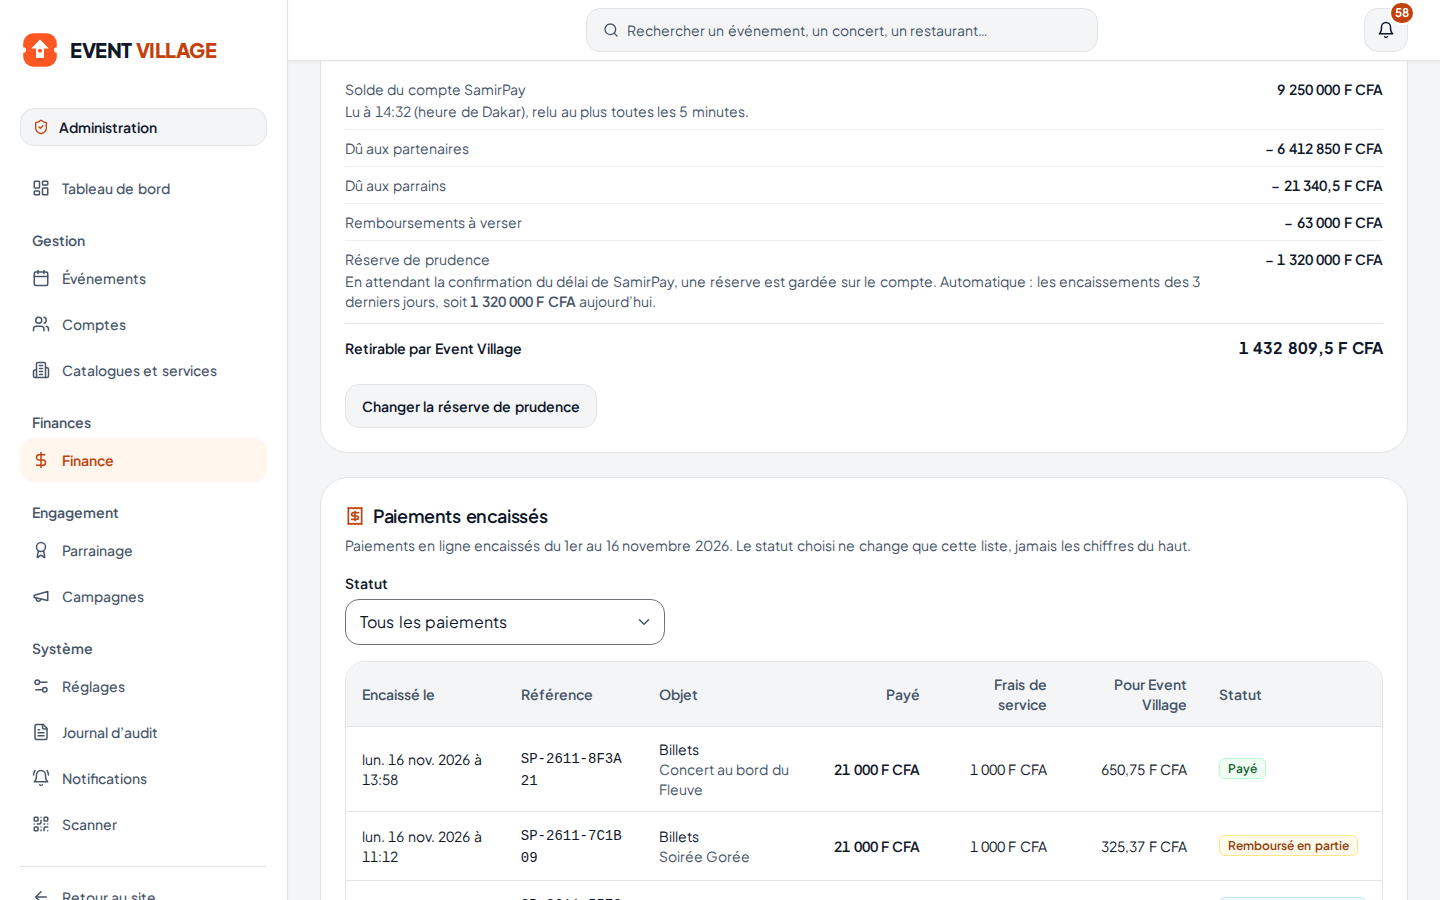 EVENT VILLAGE
Rechercher un événement, un concert, un restaurant…
58
Administration
Tableau de bord
Gestion
Événements
Comptes
Catalogues et services
Finances
Finance
Engagement
Parrainage
Campagnes
Système
Réglages
Journal d’audit
Notifications
Scanner
Retour au site
Solde du compte SamirPay
9 250 000 F CFA
Lu à 14:32 (heure de Dakar), relu au plus toutes les 5 minutes.
Dû aux partenaires
− 6 412 850 F CFA
Dû aux parrains
− 21 340,5 F CFA
Remboursements à verser
− 63 000 F CFA
Réserve de prudence
− 1 320 000 F CFA
En attendant la confirmation du délai de SamirPay, une réserve est gardée sur le compte. Automatique : les encaissements des 3
derniers jours, soit 1 320 000 F CFA aujourd’hui.
Retirable par Event Village
1 432 809,5 F CFA
Changer la réserve de prudence
Paiements encaissés
Paiements en ligne encaissés du 1er au 16 novembre 2026. Le statut choisi ne change que cette liste, jamais les chiffres du haut.
Statut
Tous les paiements
Encaissé le
Référence
Objet
Payé
Frais de
service
Pour Event
Village
Statut
lun. 16 nov. 2026 à
13:58
SP-2611-8F3A
21
Billets
Concert au bord du
Fleuve
21 000 F CFA
1 000 F CFA
650,75 F CFA
Payé
lun. 16 nov. 2026 à
11:12
SP-2611-7C1B
09
Billets
Soirée Gorée
21 000 F CFA
1 000 F CFA
325,37 F CFA
Remboursé en partie